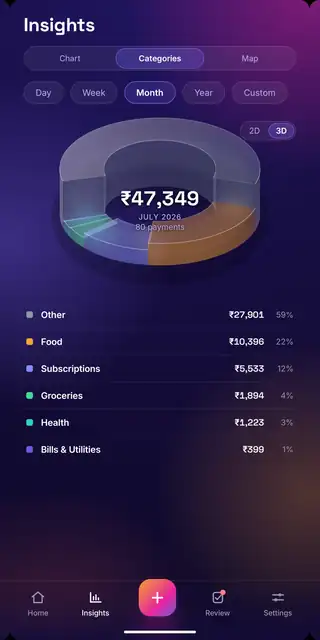 Insights
Chart Categories Map
Day Week Month Year Custom
2D 3D
₹47,349
JULY 2026
80 payments
Other ₹27,901 59%
Food ₹10,396 22%
Subscriptions ₹5,533 12%
Groceries ₹1,894 4%
Health ₹1,223 3%
Bills & Utilities ₹399 1%
Home Insights + Review Settings